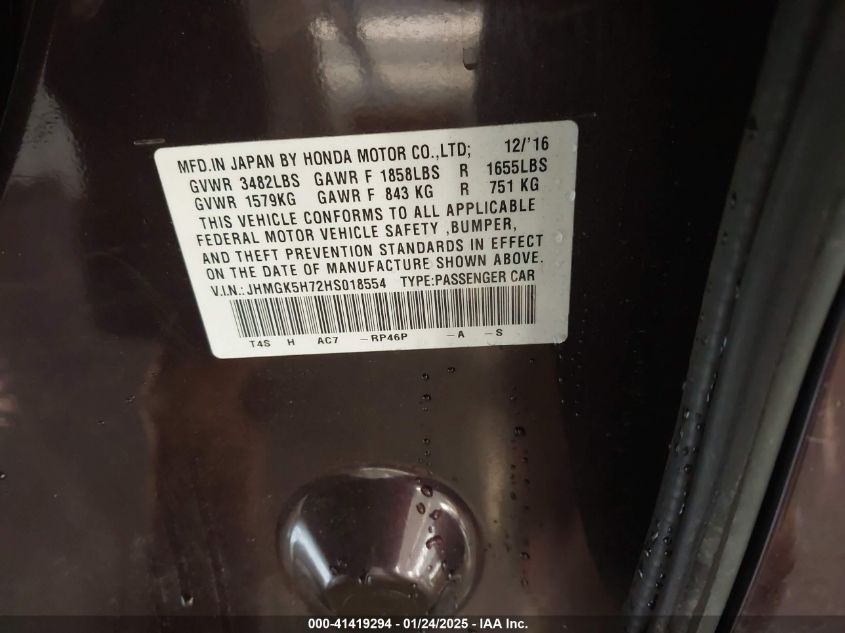 MFD.IN JAPAN BY HONDA MOTOR CO.,LTD; 12/'16
GVWR 3482LBS GAWR F 1858LBS R 1655LBS
GVWR 1579KG GAWR F 843 KG R 751 KG
THIS VEHICLE CONFORMS TO ALL APPLICABLE
FEDERAL MOTOR VEHICLE SAFETY ,BUMPER,
AND THEFT PREVENTION STANDARDS IN EFFECT
ON THE DATE OF MANUFACTURE SHOWN ABOVE.
V.I.N.:JHMGK5H72HS018554 TYPE:PASSENGER CAR
T4S H AC7 -RP46P -A -S
000-41419294 - 01/24/2025 - IAA Inc.